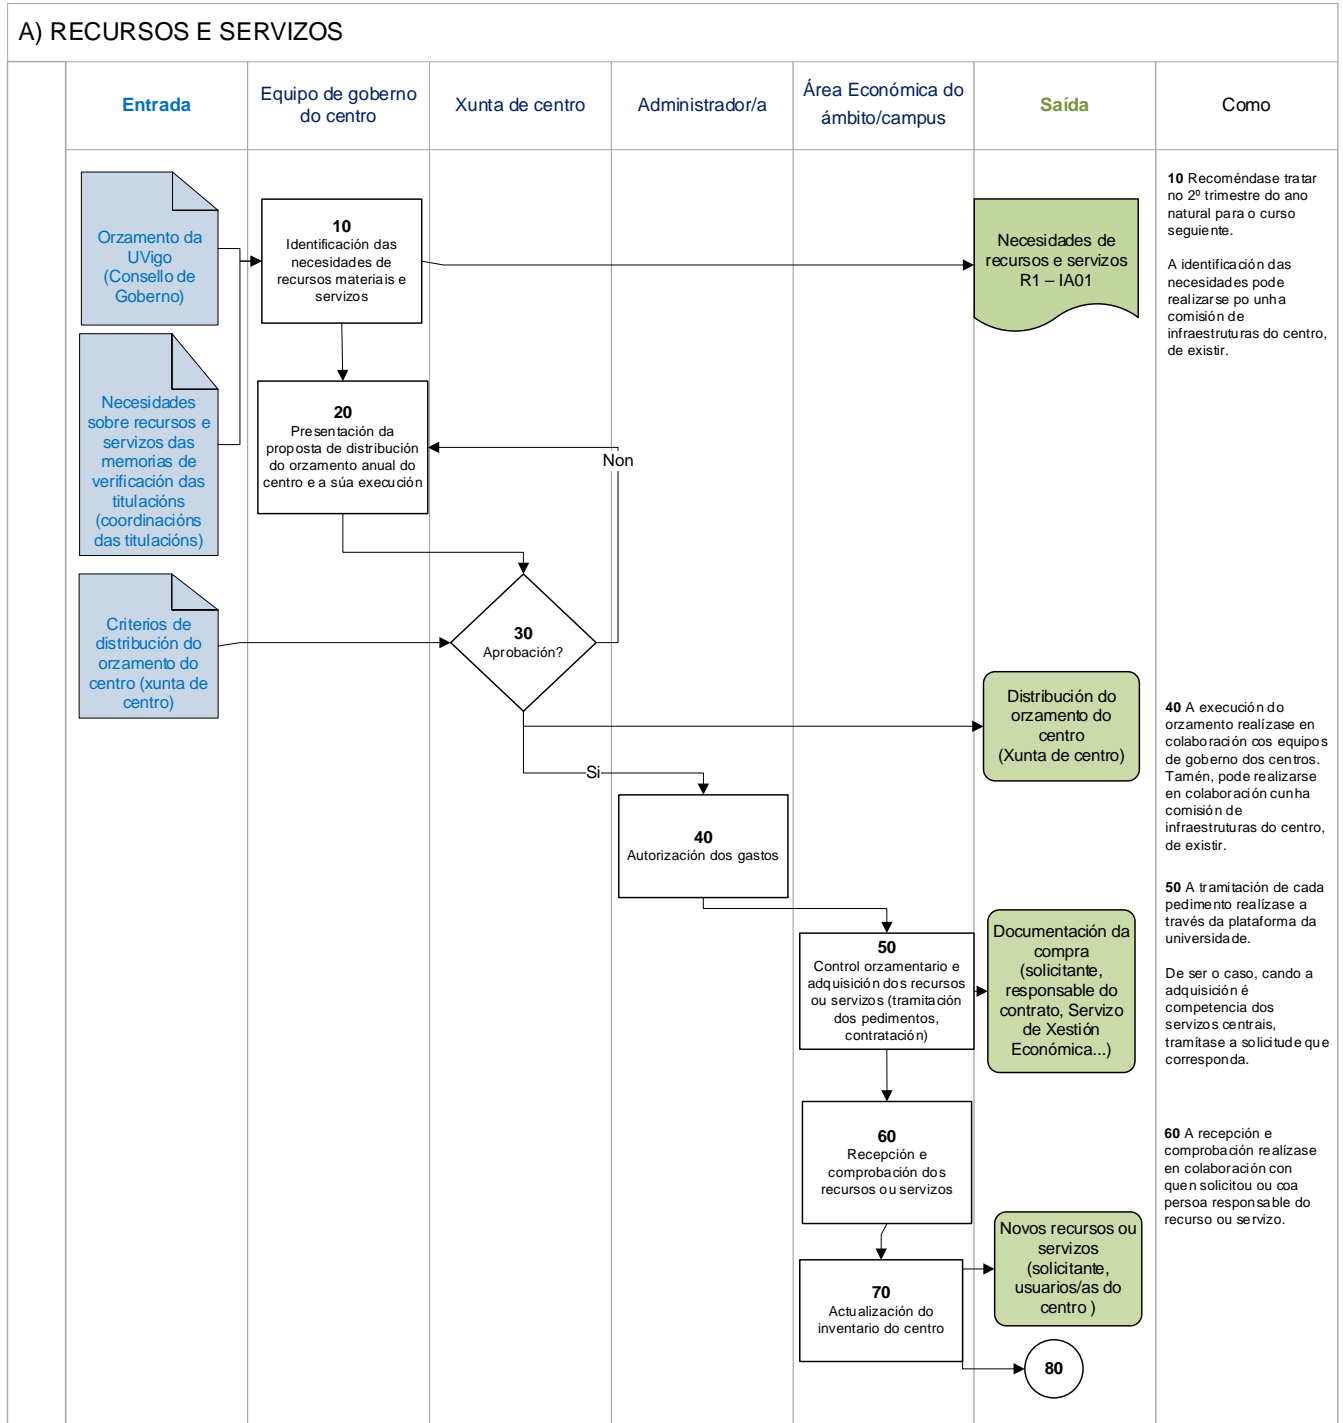 A) RECURSOS E SERVIZOS
Entrada
Equipo de goberno
do centro
Xunta de centro
Administrador/a
Área Económica do
ámbito/campus
Saída
Como
Orzamento da
UVigo
(Consello de
Goberno)
Necesidades
sobre recursos e
servizos das
memorias de
verificación das
titulacións
(coordinacións
das titulacións)
Criterios de
distribución do
orzamento do
centro (xunta de
centro)
10
Identificación das
necesidades de
recursos materiais e
servizos
20
Presentación da
proposta de distribución
do orzamento anual do
centro e a súa execución
Non
30
Aprobación?
Si
40
Autorización dos gastos
50
Control orzamentario e
adquisición dos recursos
ou servizos (tramitación
dos pedimentos,
contratación)
60
Recepción e
comprobación dos
recursos ou servizos
70
Actualización do
inventario do centro
Necesidades de
recursos e servizos
R1 – IA01
Distribución do
orzamento do
centro
(Xunta de centro)
Documentación da
compra
(solicitante,
responsable do
contrato, Servizo
de Xestión
Económica...)
Novos recursos ou
servizos
(solicitante,
usuarios/as do
centro )
80
10 Recoméndase tratar
no 2º trimestre do ano
natural para o curso
seguiente.
A identificación das
necesidades pode
realizarse po unha
comisión de
infraestruturas do centro,
de existir.
40 A execución do
orzamento realízase en
colaboración cos equipos
de goberno dos centros.
Tamén, pode realizarse
en colaboración cunha
comisión de
infraestruturas do centro,
de existir.
50 A tramitación de cada
pedimento realízase a
través da plataforma da
universidade.
De ser o caso, cando a
adquisición é
competencia dos
servizos centrais,
tramítase a solicitude que
corresponda.
60 A recepción e
comprobación realízase
en colaboración con
quen solicitou ou coa
persoa responsable do
recurso ou servizo.